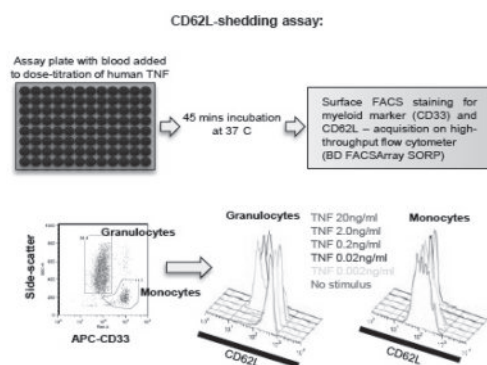 CD62L-shedding assay:
Assay plate with blood added
to dose-titration of human TNF
45 mins incubation
at 37 C
Surface FACS staining for
myeloid marker (CD33) and
CD62L – acquisition on high-
throughput flow cytometer
(BD FACSArray SORP)
Side-scatter
Granulocytes
Monocytes
APC-CD33
Granulocytes
TNF 20ng/ml
TNF 2.0ng/ml
TNF 0.2ng/ml
TNF 0.02ng/ml
TNF 0.002ng/ml
No stimulus
Monocytes
CD62L
CD62L